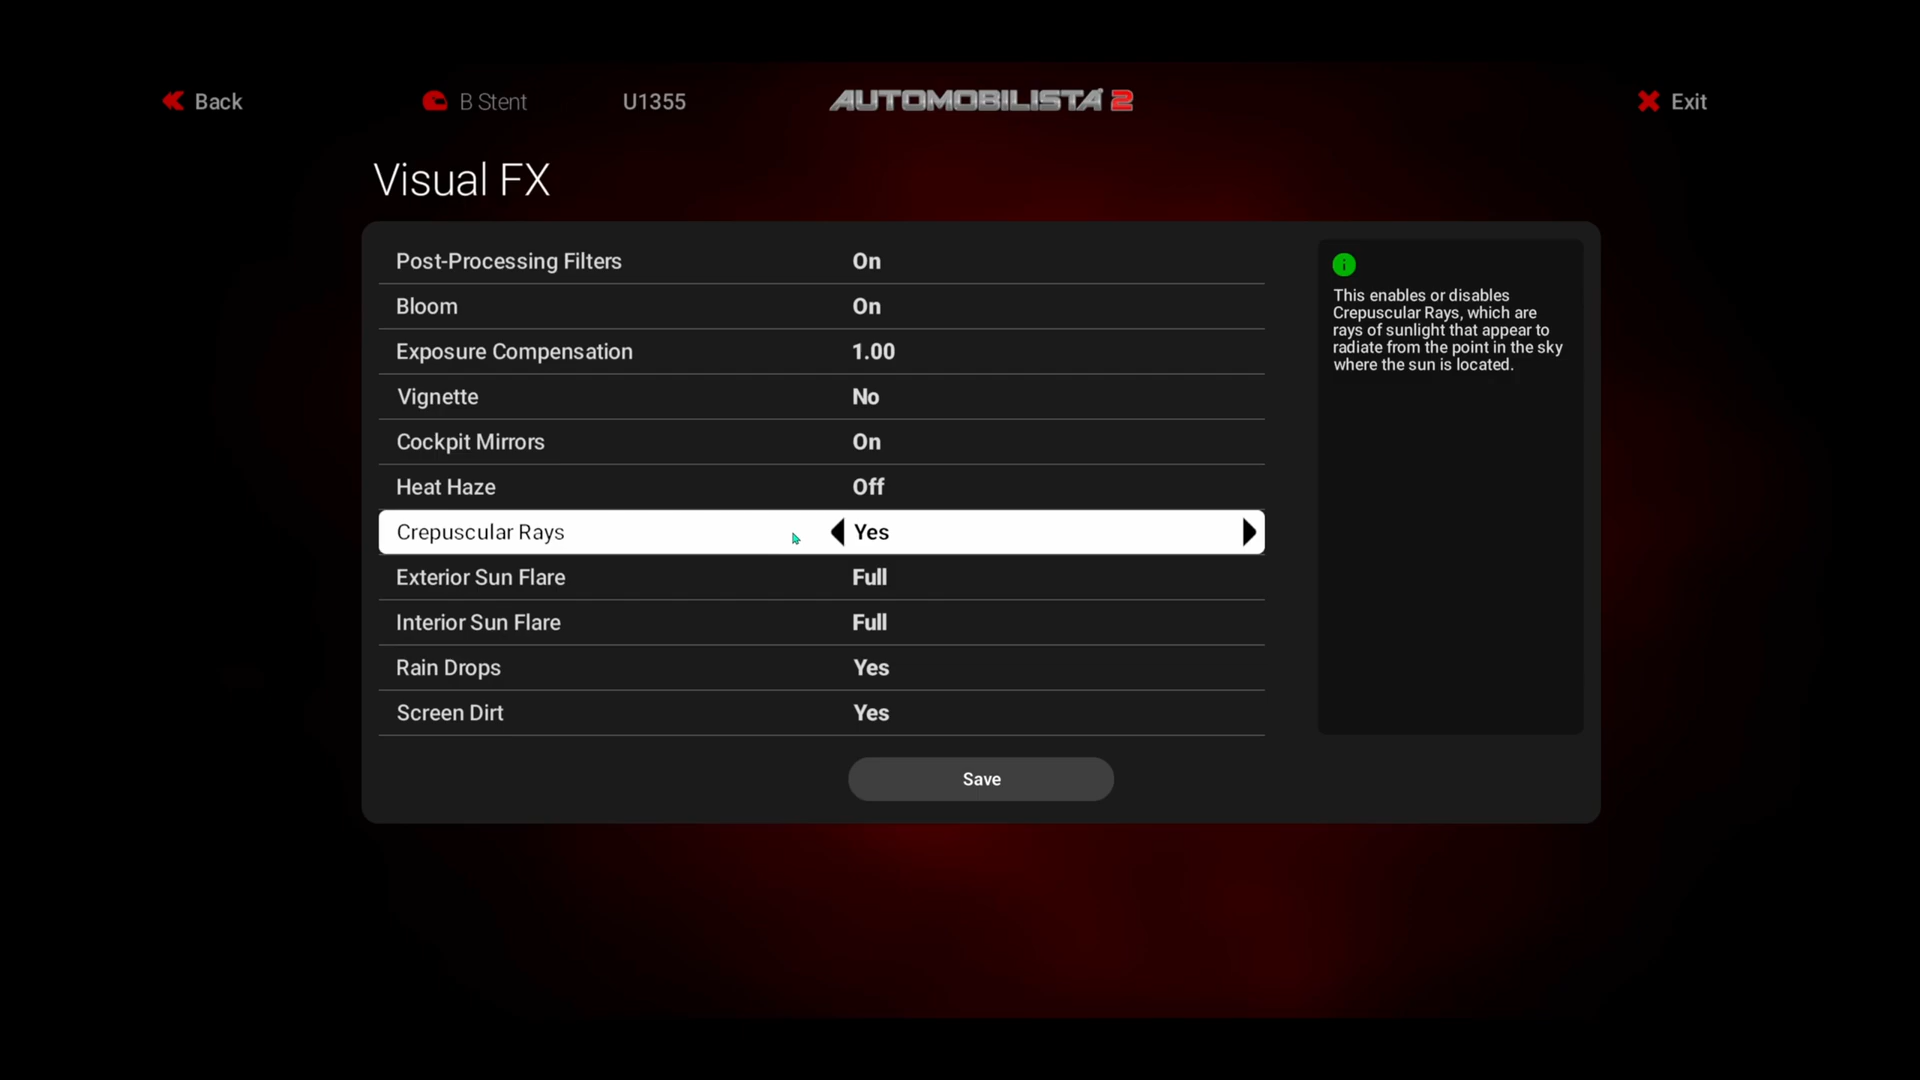 Back
B Stent
U1355
AUTOMOBILISTA 2
Exit
Visual FX
Post-Processing Filters On
Bloom On
Exposure Compensation 1.00
Vignette No
Cockpit Mirrors On
Heat Haze Off
Crepuscular Rays Yes
Exterior Sun Flare Full
Interior Sun Flare Full
Rain Drops Yes
Screen Dirt Yes
This enables or disables
Crepuscular Rays, which are
rays of sunlight that appear to
radiate from the point in the sky
where the sun is located.
Save